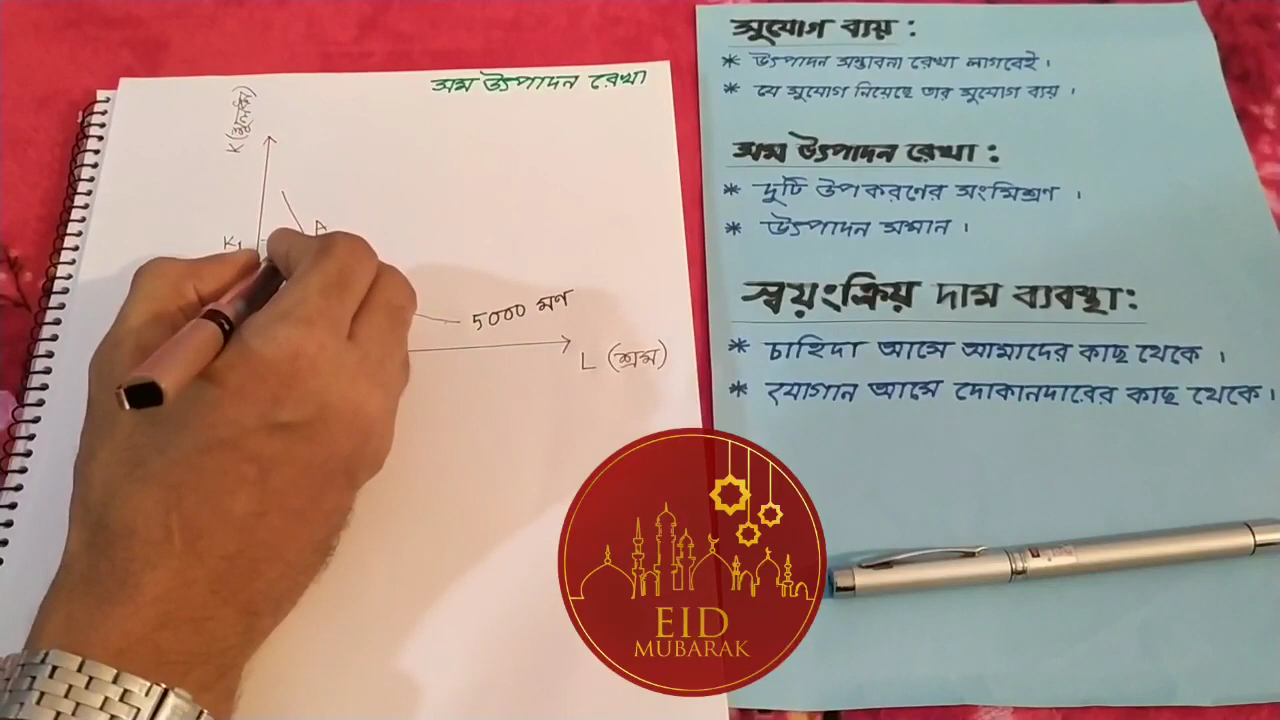 সম উৎপাদন রেখা
K (মূলধন)
A
K₁
5000 মণ
L (শ্রম)
সুযোগ ব্যয় :
* উৎপাদন সম্ভাবনা রেখা লাগবেই।
* যে সুযোগ নিয়েছে তার সুযোগ ব্যয় ।
সম উৎপাদন রেখা :
* দুটি উপকরণের সংমিশ্রণ ।
* উৎপাদন সমান ।
স্বয়ংক্রিয় দাম ব্যবস্থা:
* চাহিদা আসে আমাদের কাছ থেকে ।
* যোগান আসে দোকানদারের কাছ থেকে।
EID
MUBARAK